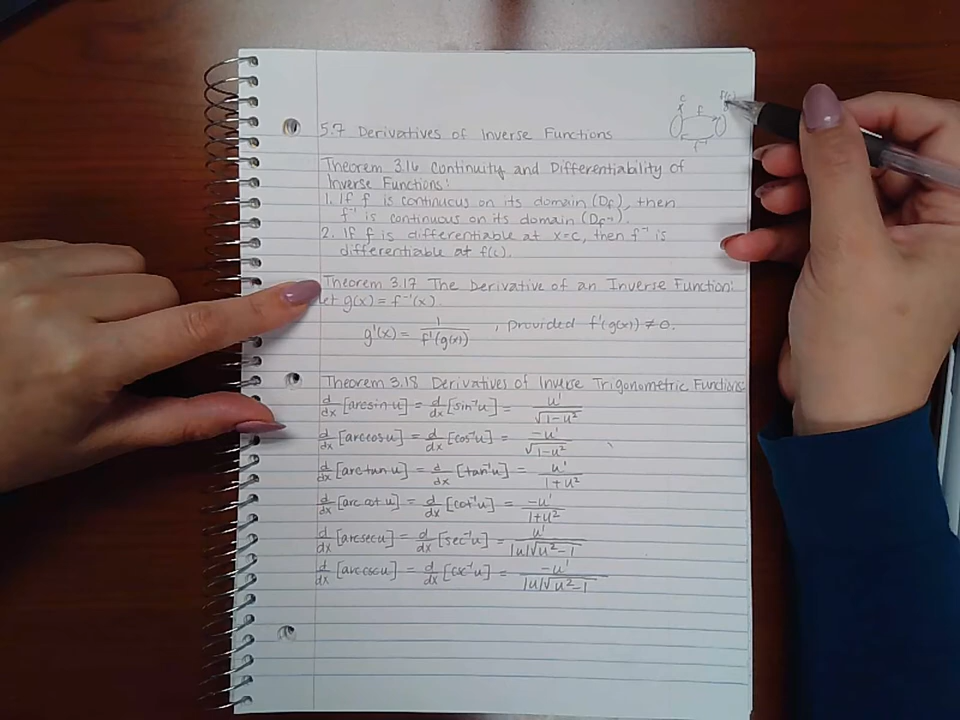 c f(c)
f
f⁻¹
5.7 Derivatives of Inverse Functions
Theorem 3.16 Continuity and Differentiability of
Inverse Functions:
1. If f is continuous on its domain (Df), then
f⁻¹ is continuous on its domain (Df⁻¹).
2. If f is differentiable at x=c, then f⁻¹ is
differentiable at f(c).
Theorem 3.17 The Derivative of an Inverse Function:
Let g(x) = f⁻¹(x).
g'(x) = 1/f'(g(x)), provided f'(g(x)) ≠ 0.
Theorem 3.18 Derivatives of Inverse Trigonometric Functions
d/dx [arcsin u] = d/dx [sin⁻¹u] = u'/√(1-u²)
d/dx [arccos u] = d/dx [cos⁻¹u] = -u'/√(1-u²)
d/dx [arctan u] = d/dx [tan⁻¹u] = u'/(1+u²)
d/dx [arc cot u] = d/dx [cot⁻¹u] = -u'/(1+u²)
d/dx [arcsec u] = d/dx [sec⁻¹u] = u'/(|u|√(u²-1))
d/dx [arccsc u] = d/dx [csc⁻¹u] = -u'/(|u|√(u²-1))